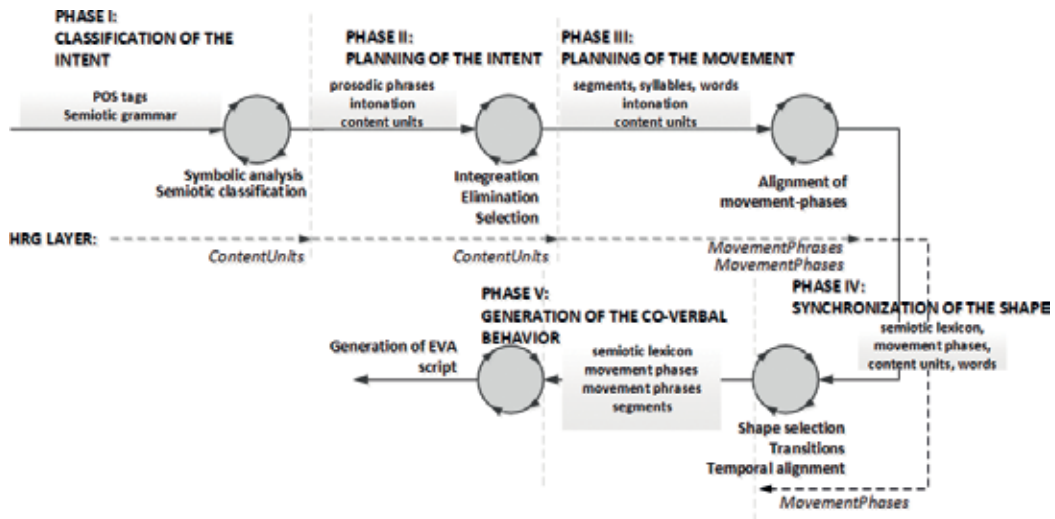 PHASE I:
CLASSIFICATION OF THE
INTENT
POS tags
Semiotic grammar
Symbolic analysis
Semiotic classification
PHASE II:
PLANNING OF THE INTENT
prosodic phrases
intonation
content units
Integreation
Elimination
Selection
PHASE III:
PLANNING OF THE MOVEMENT
segments, syllables, words
intonation
content units
Alignment of
movement-phases
HRG LAYER:
ContentUnits
ContentUnits
MovementPhrases
MovementPhases
PHASE IV:
SYNCHRONIZATION OF THE SHAPE
semiotic lexicon,
movement phases,
content units, words
Shape selection
Transitions
Temporal alignment
MovementPhases
PHASE V:
GENERATION OF THE CO-VERBAL
BEHAVIOR
semiotic lexicon
movement phases
movement phrases
segments
Generation of EVA
script